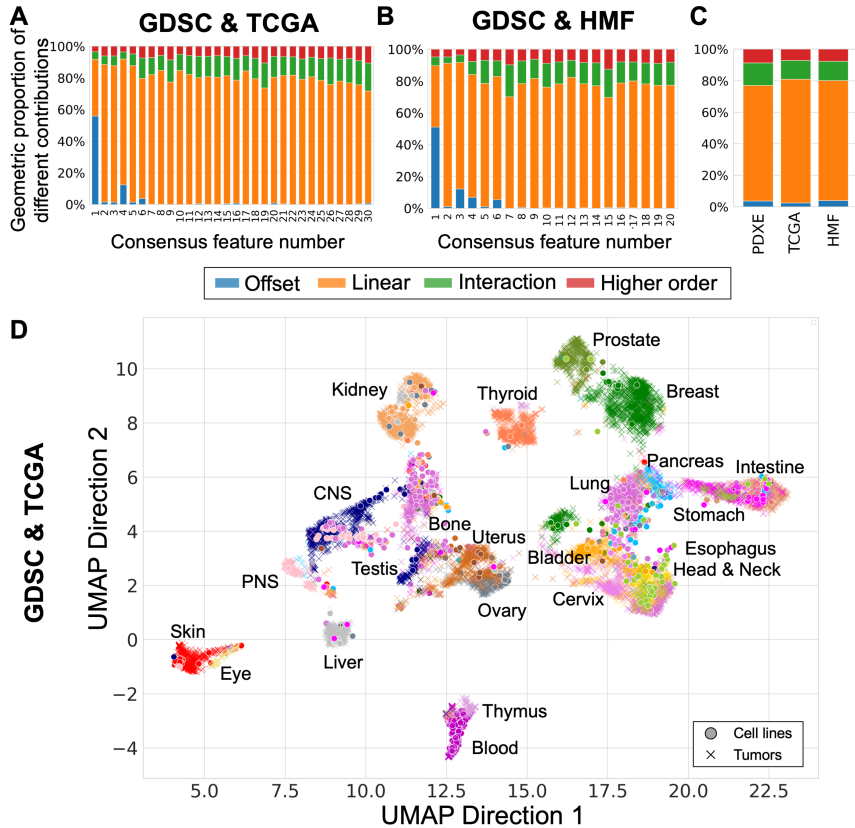 A
GDSC & TCGA
B
GDSC & HMF
C
Geometric proportion of
different contributions
100%
80%
60%
40%
20%
0%
1 2 3 4 5 6 7 8 9 10 11 12 13 14 15 16 17 18 19 20 21 22 23 24 25 26 27 28 29 30
Consensus feature number
100%
80%
60%
40%
20%
0%
1 2 3 4 5 6 7 8 9 10 11 12 13 14 15 16 17 18 19 20
Consensus feature number
100%
80%
60%
40%
20%
0%
PDXE
TCGA
HMF
Offset Linear Interaction Higher order
D
GDSC & TCGA
UMAP Direction 2
10
8
6
4
2
0
−2
−4
Prostate
Kidney
Thyroid
Breast
Pancreas
Intestine
CNS
Lung
Stomach
Bone
Uterus
Bladder
Esophagus
Head & Neck
Testis
PNS
Ovary
Cervix
Skin
Liver
Eye
Thymus
Blood
Cell lines
Tumors
5.0 7.5 10.0 12.5 15.0 17.5 20.0 22.5
UMAP Direction 1